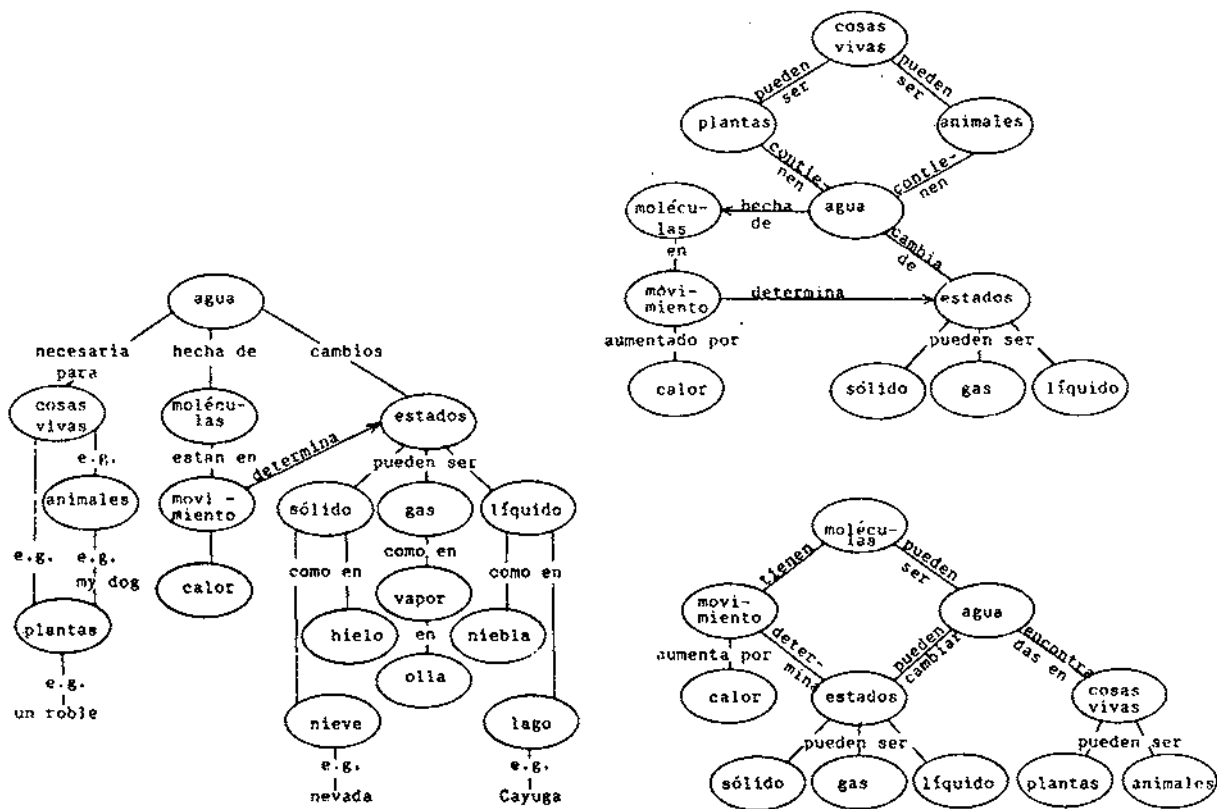 agua
necesaria
para
hecha de
cambios
cosas
vivas
molécu-
las
estados
e.g.
estan en
determina
pueden ser
animales
movi-
miento
sólido
gas
líquido
e.g.
e.g.
my dog
calor
como en
como en
como en
vapor
plantas
hielo
en
niebla
olla
e.g.
un roble
nieve
lago
e.g.
e.g.
nevada
Cayuga
cosas
vivas
pueden
ser
pueden
ser
plantas
animales
contie-
nen
contie-
nen
molécu-
las
hecha
de
agua
en
cambia
de
movi-
miento
determina
estados
aumentado por
pueden ser
calor
sólido
gas
líquido
molécu-
las
tienen
pueden
ser
movi-
miento
agua
aumenta por
deter-
mina
pueden
cambiar
encontra
das en
calor
estados
cosas
vivas
pueden ser
pueden ser
sólido
gas
líquido
plantas
animales